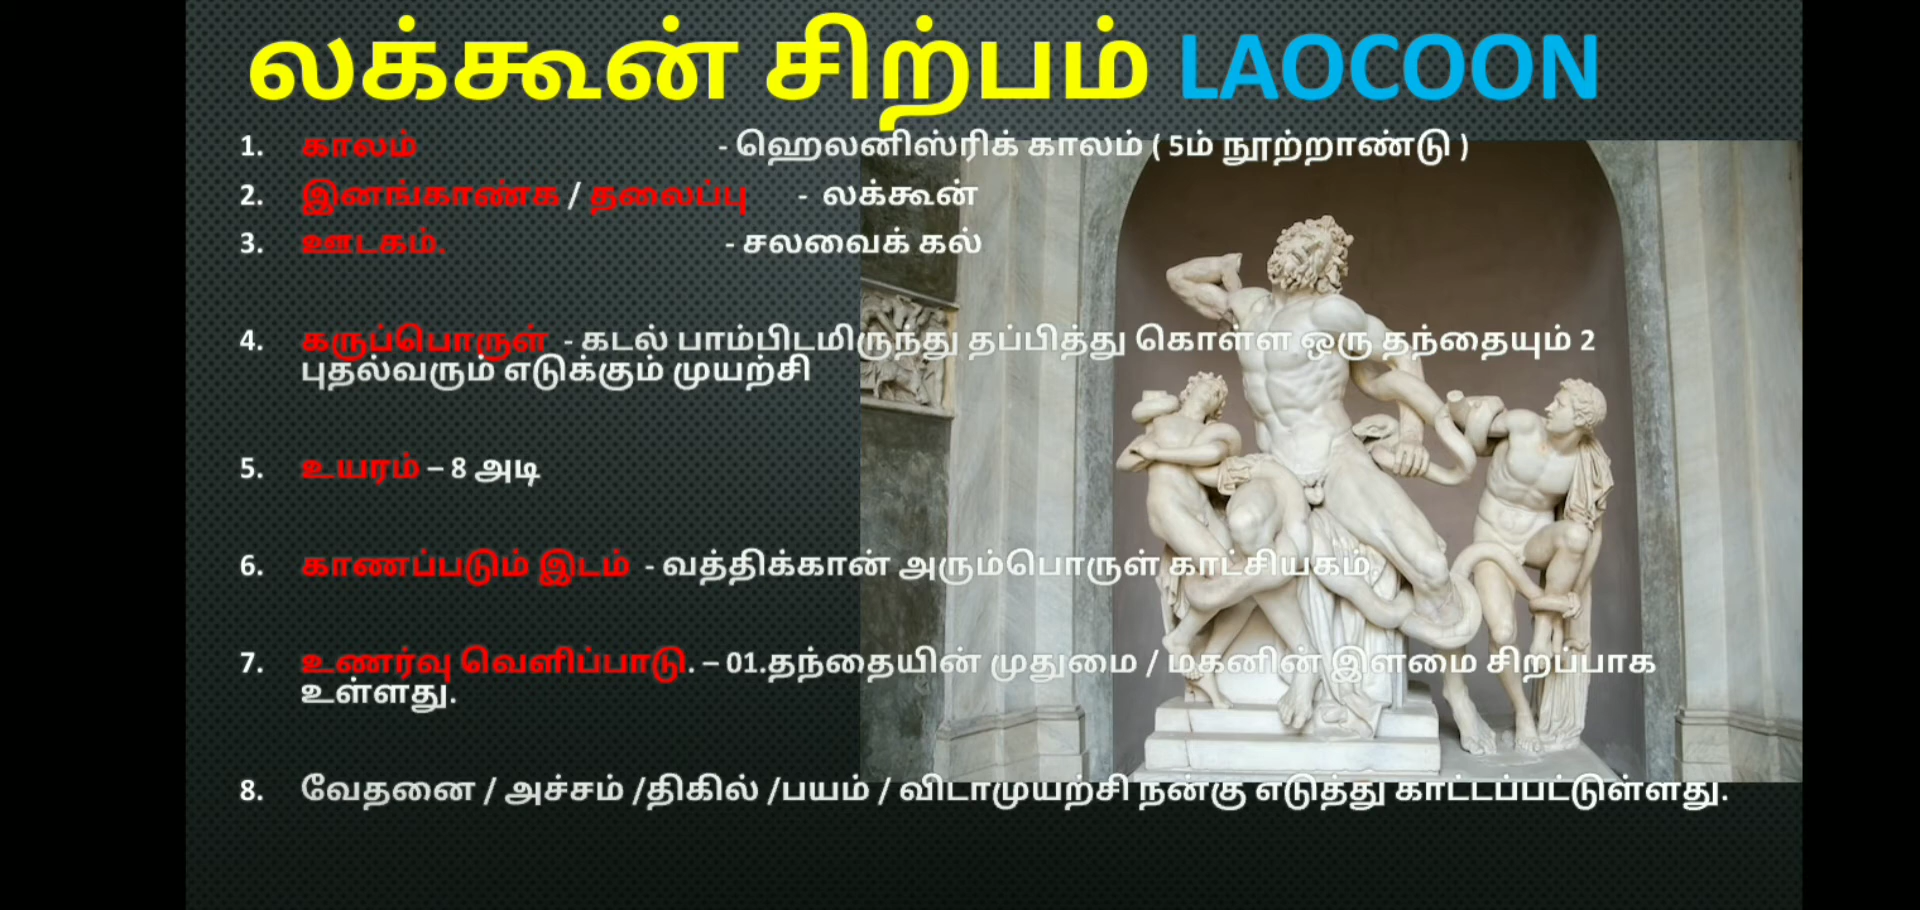 லக்கூன் சிற்பம் LAOCOON
1. காலம் - ஹெலனிஸ்ரிக் காலம் ( 5ம் நூற்றாண்டு )
2. இனங்காண்க / தலைப்பு - லக்கூன்
3. ஊடகம். - சலவைக் கல்
4. கருப்பொருள் - கடல் பாம்பிடமிருந்து தப்பித்து கொள்ள ஒரு தந்தையும் 2
புதல்வரும் எடுக்கும் முயற்சி
5. உயரம் – 8 அடி
6. காணப்படும் இடம் - வத்திக்கான் அரும்பொருள் காட்சியகம்.
7. உணர்வு வெளிப்பாடு. – 01.தந்தையின் முதுமை / மகனின் இளமை சிறப்பாக
உள்ளது.
8. வேதனை / அச்சம் /திகில் /பயம் / விடாமுயற்சி நன்கு எடுத்து காட்டப்பட்டுள்ளது.